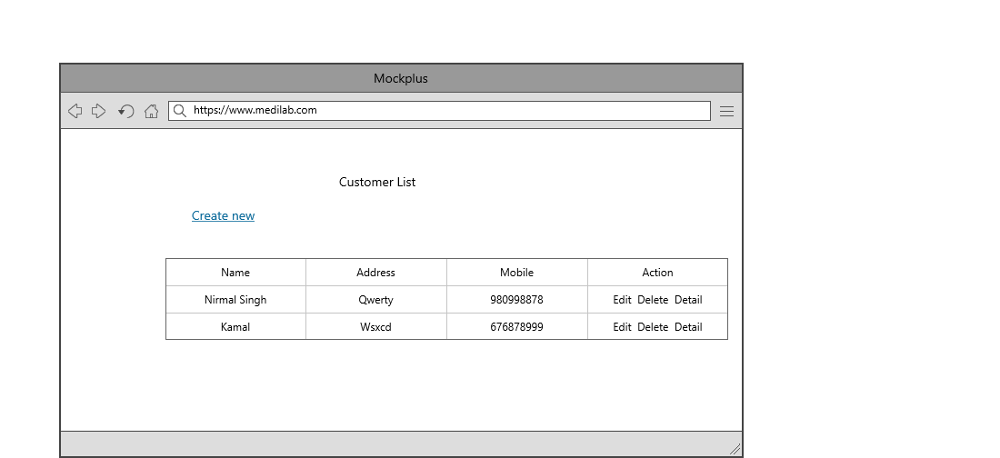 Mockplus
https://www.medilab.com
Customer List
Create new
Name Address Mobile Action
Nirmal Singh Qwerty 980998878 Edit Delete Detail
Kamal Wsxcd 676878999 Edit Delete Detail